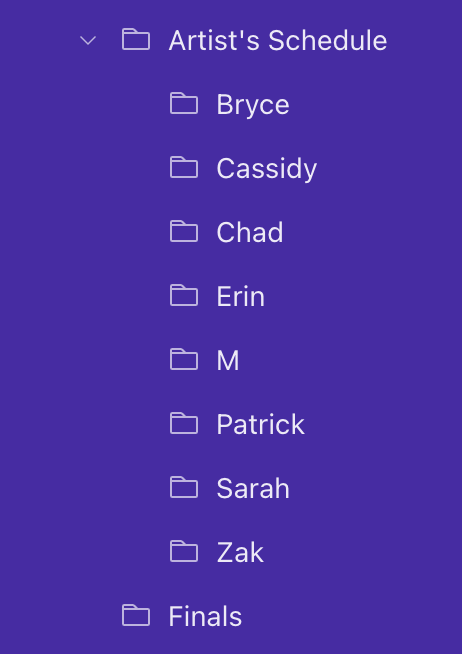 Artist's Schedule
Bryce
Cassidy
Chad
Erin
M
Patrick
Sarah
Zak
Finals